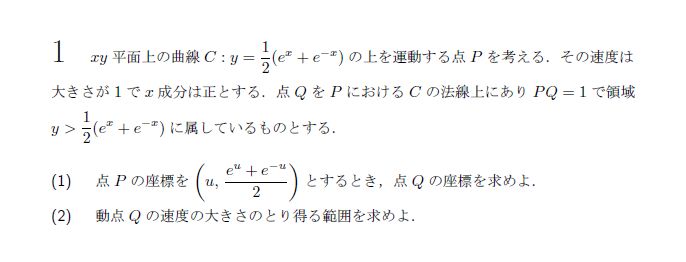 1 xy 平面上の曲線 C : y = \frac{1}{2}(e^x + e^{-x}) の上を運動する点 P を考える．その速度は
大きさが 1 で x 成分は正とする．点 Q を P における C の法線上にあり PQ = 1 で領域
y > \frac{1}{2}(e^x + e^{-x}) に属しているものとする．
(1) 点 P の座標を \left(u, \frac{e^u + e^{-u}}{2}\right) とするとき，点 Q の座標を求めよ．
(2) 動点 Q の速度の大きさのとり得る範囲を求めよ．